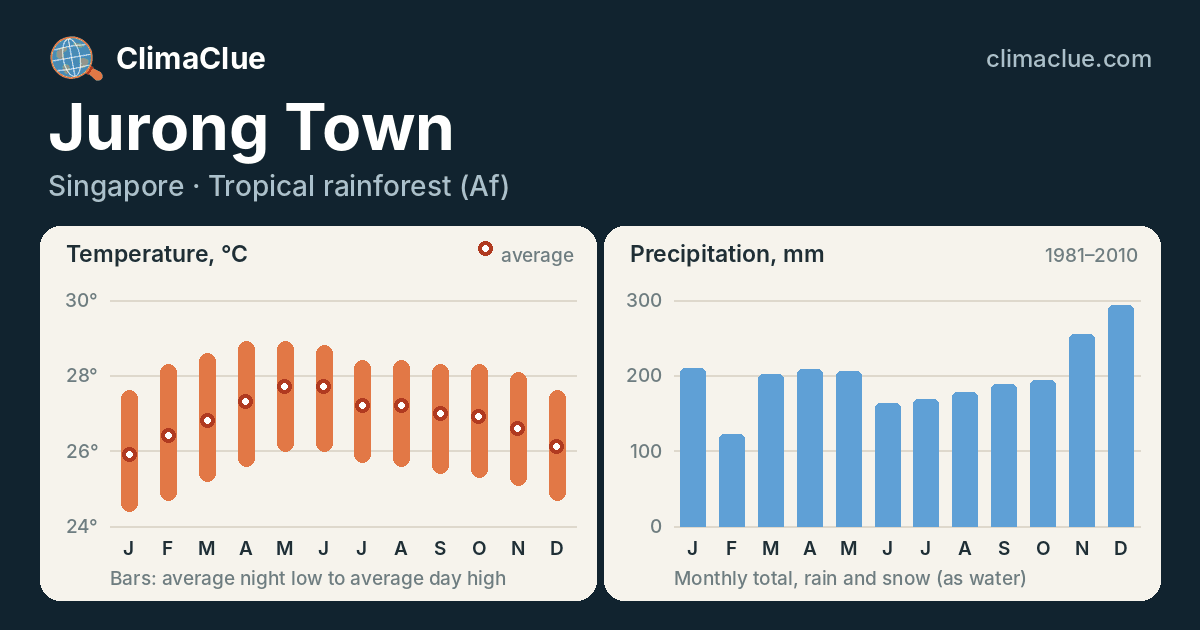 ClimaClue
climaclue.com
Jurong Town
Singapore · Tropical rainforest (Af)
Temperature, °C
average
30°
28°
26°
24°
J F M A M J J A S O N D
Bars: average night low to average day high
Precipitation, mm
1981–2010
300
200
100
0
J F M A M J J A S O N D
Monthly total, rain and snow (as water)